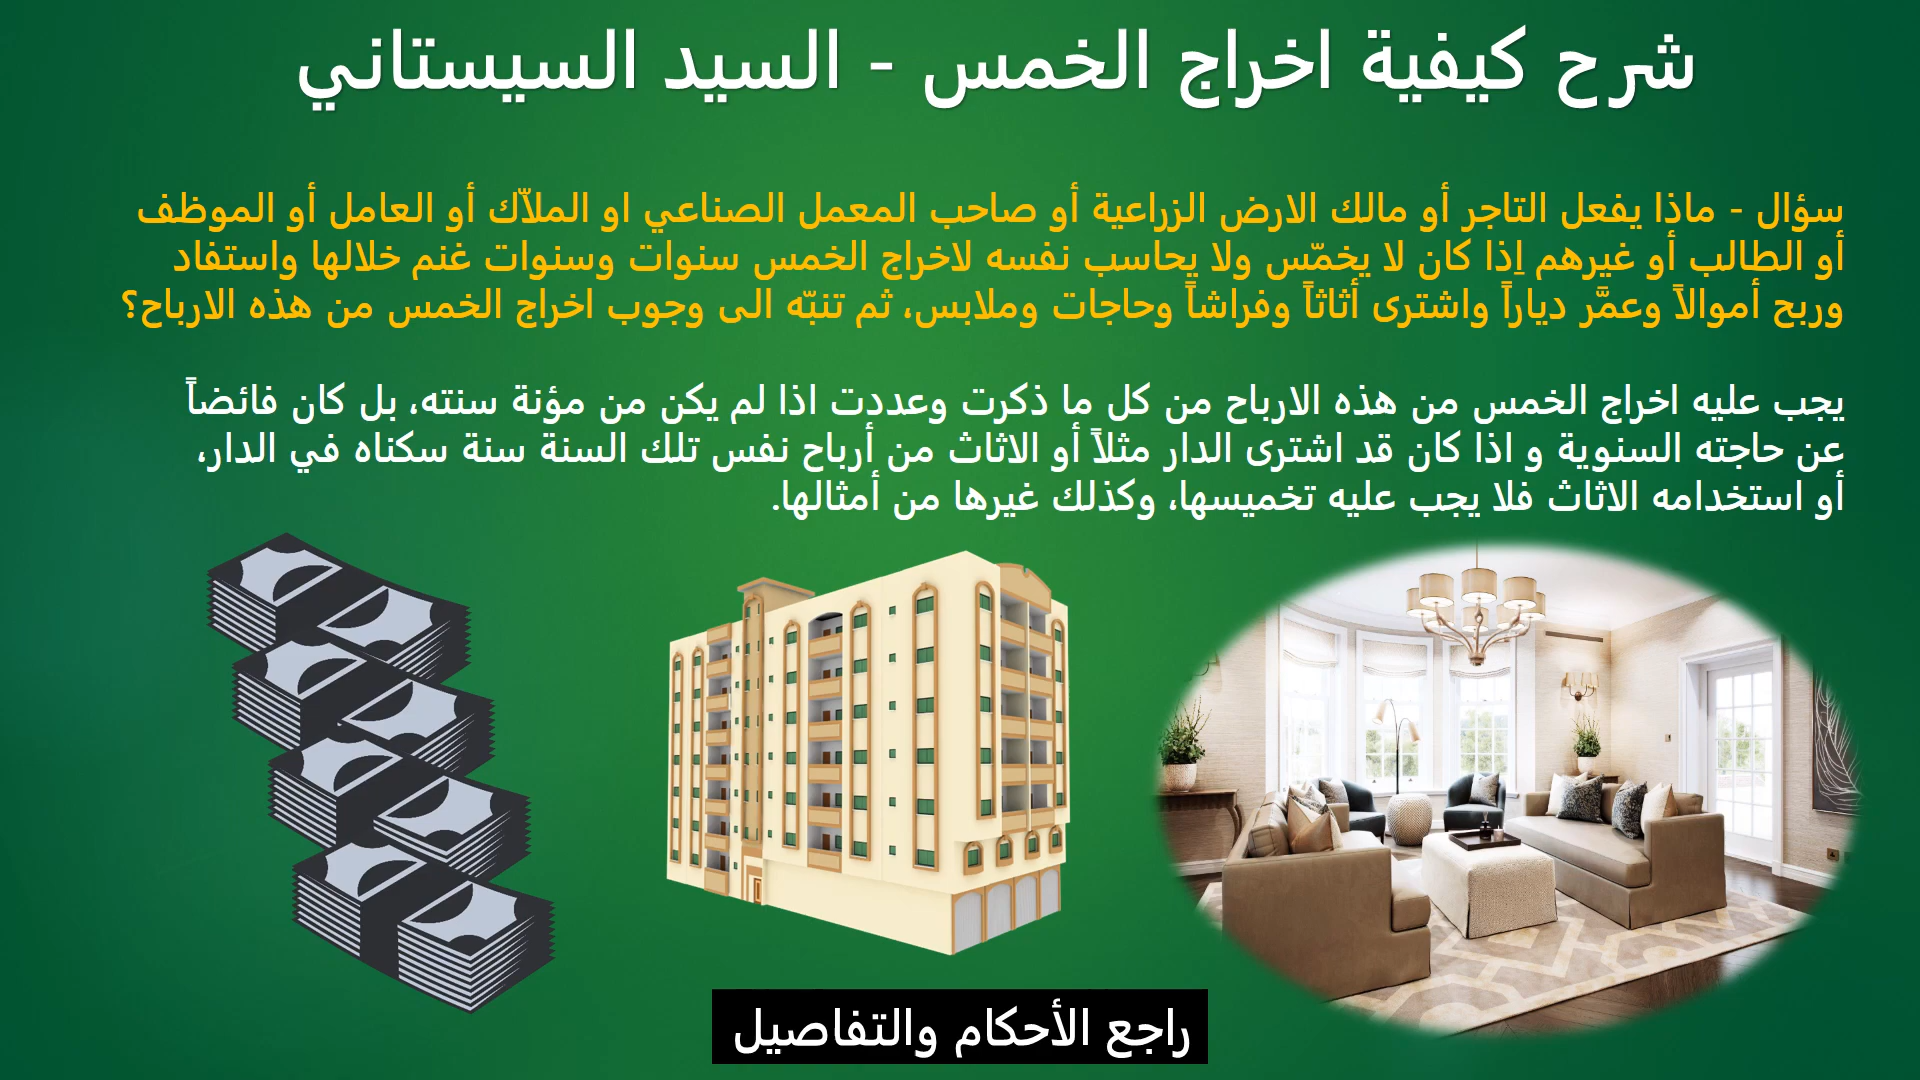 شرح كيفية اخراج الخمس - السيد السيستاني
سؤال - ماذا يفعل التاجر أو مالك الارض الزراعية أو صاحب المعمل الصناعي او الملاّك أو العامل أو الموظف
أو الطالب أو غيرهم اِذا كان لا يخمّس ولا يحاسب نفسه لاخراج الخمس سنوات وسنوات غنم خلالها واستفاد
وربح أموالاً وعمَّر دياراً واشترى أثاثاً وفراشاً وحاجات وملابس، ثم تنبّه الى وجوب اخراج الخمس من هذه الارباح؟
يجب عليه اخراج الخمس من هذه الارباح من كل ما ذكرت وعددت اذا لم يكن من مؤنة سنته، بل كان فائضاً
عن حاجته السنوية و اذا كان قد اشترى الدار مثلاً أو الاثاث من أرباح نفس تلك السنة سنة سكناه في الدار،
أو استخدامه الاثاث فلا يجب عليه تخميسها، وكذلك غيرها من أمثالها.
راجع الأحكام والتفاصيل